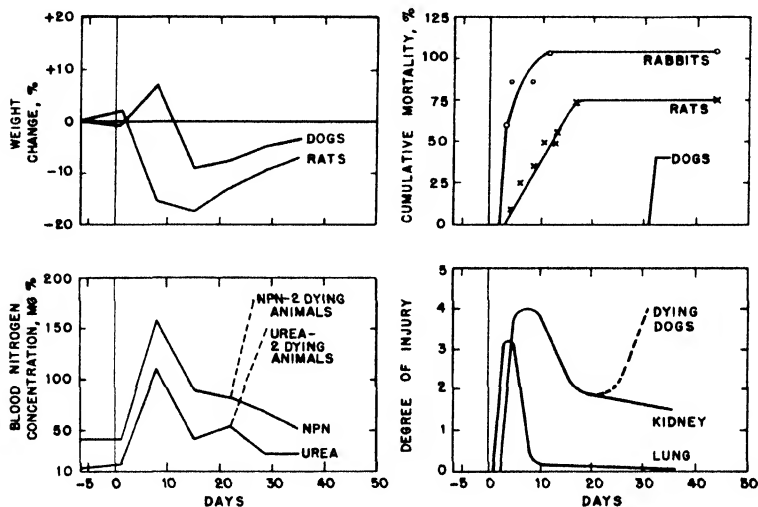 WEIGHT
CHANGE, %
+20
+10
0
-10
-20
DOGS
RATS
CUMULATIVE MORTALITY, %
125
100
75
50
25
0
RABBITS
RATS
DOGS
BLOOD NITROGEN
CONCENTRATION, MG %
200
150
100
50
10
NPN-2 DYING
ANIMALS
UREA-
2 DYING
ANIMALS
NPN
UREA
-5 0 10 20 30 40 50
DAYS
DEGREE OF INJURY
5
4
3
2
1
0
DYING
DOGS
KIDNEY
LUNG
-5 0 10 20 30 40 50
DAYS